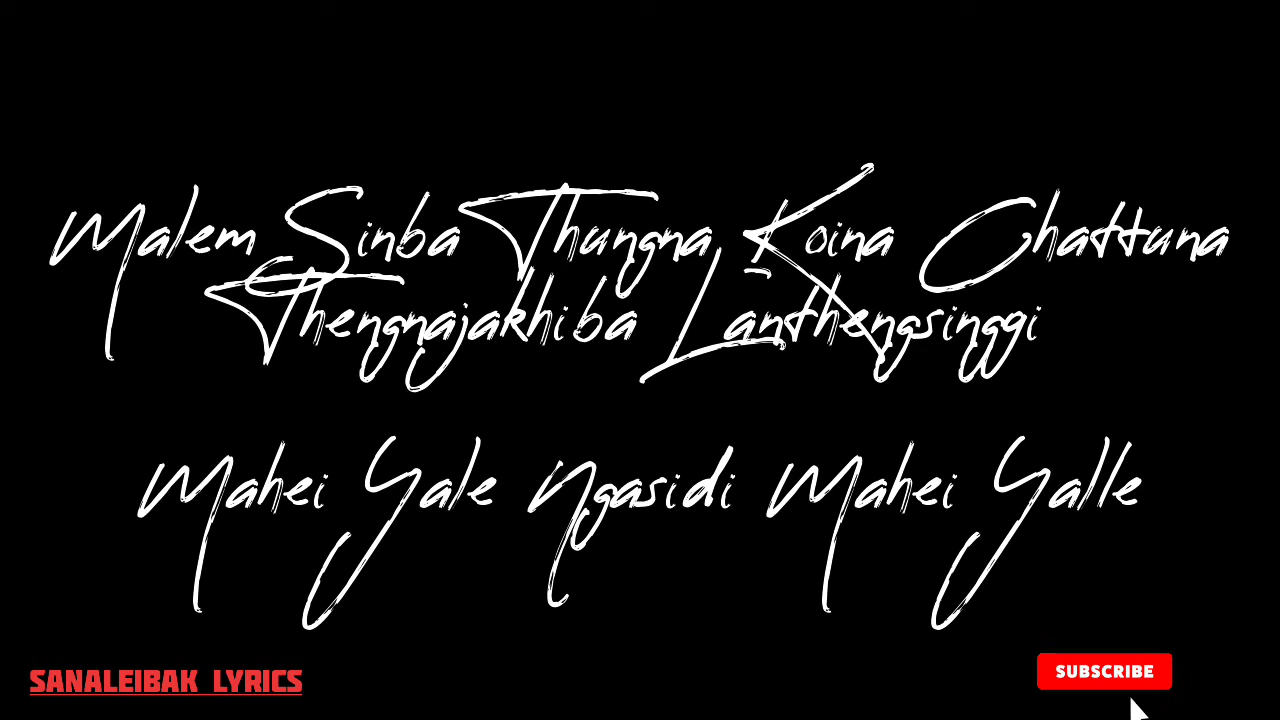 Malem Sinba Thungna Koina Chattuna
Thengnajakhiba Lanthengsinggi
Mahei Yale Ngasidi Mahei Yalle
SANALEIBAK LYRICS
SUBSCRIBE